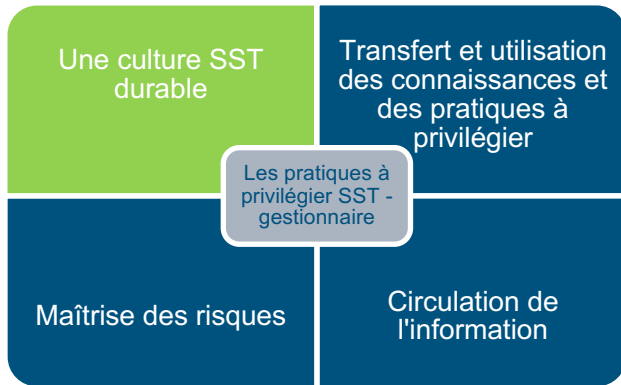 Une culture SST
durable
Transfert et utilisation
des connaissances et
des pratiques à
privilégier
Les pratiques à
privilégier SST -
gestionnaire
Maîtrise des risques
Circulation de
l'information